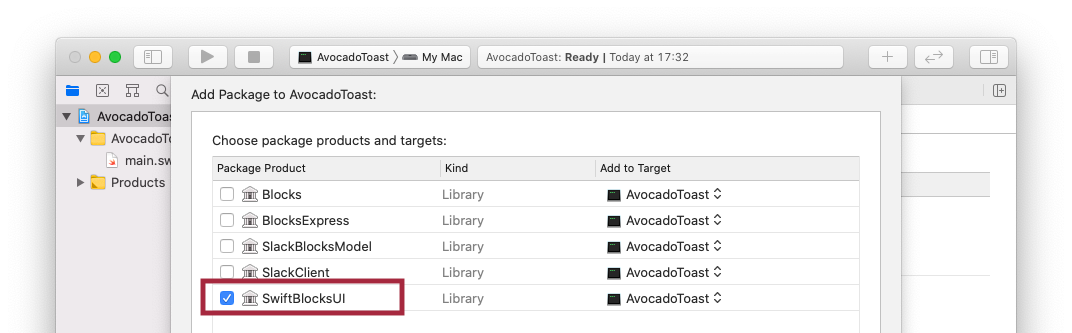 AvocadoToast 〉 My Mac
AvocadoToast: Ready | Today at 17:32
Add Package to AvocadoToast:
AvocadoToas
AvocadoTo
main.sw
Products
Choose package products and targets:
Package Product Kind Add to Target
Blocks Library AvocadoToast
BlocksExpress Library AvocadoToast
SlackBlocksModel Library AvocadoToast
SlackClient Library AvocadoToast
SwiftBlocksUI Library AvocadoToast